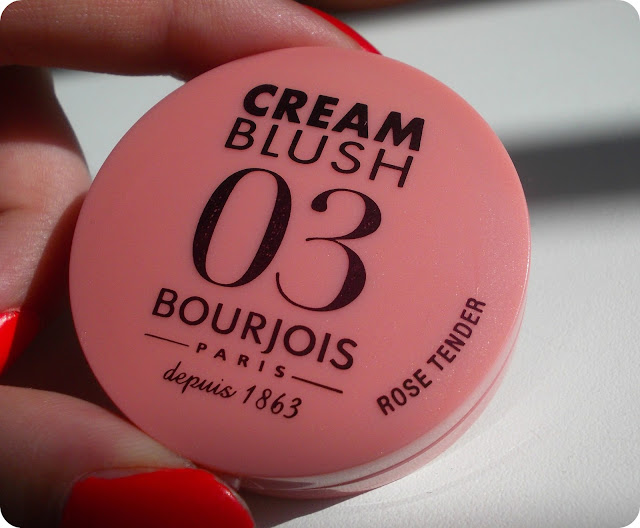 CREAM
BLUSH
03
BOURJOIS
PARIS
depuis 1863
ROSE TENDER